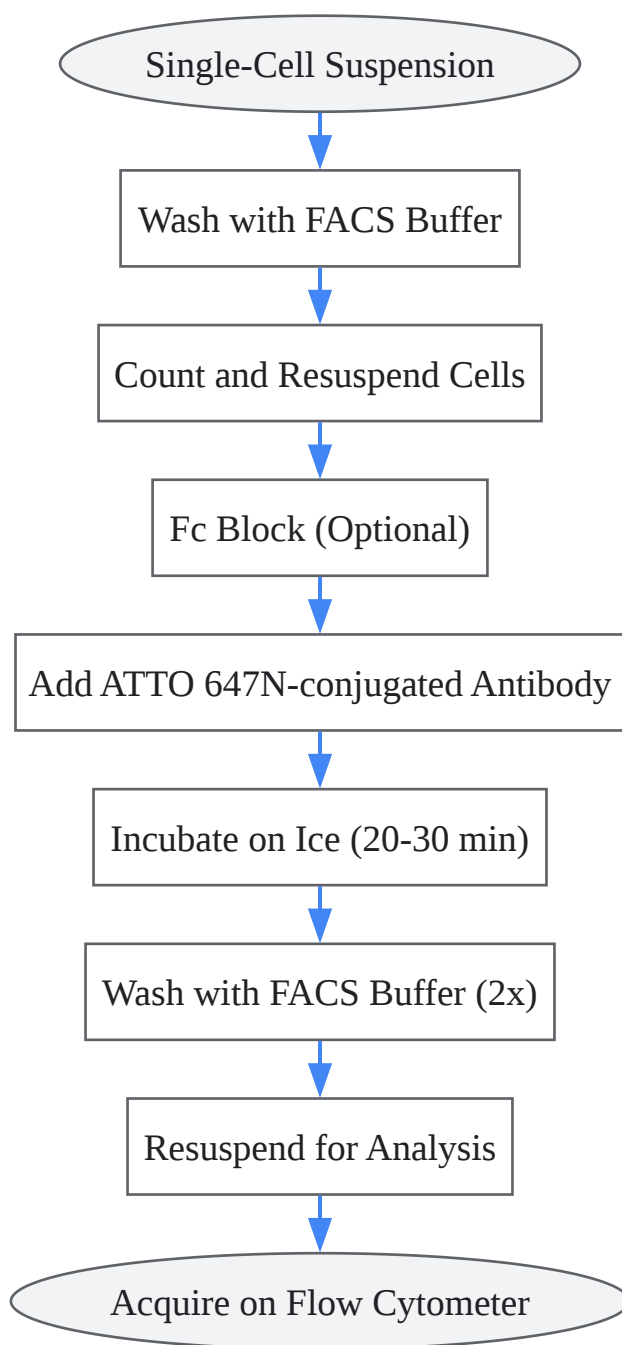 Single-Cell Suspension
Wash with FACS Buffer
Count and Resuspend Cells
Fc Block (Optional)
Add ATTO 647N-conjugated Antibody
Incubate on Ice (20-30 min)
Wash with FACS Buffer (2x)
Resuspend for Analysis
Acquire on Flow Cytometer